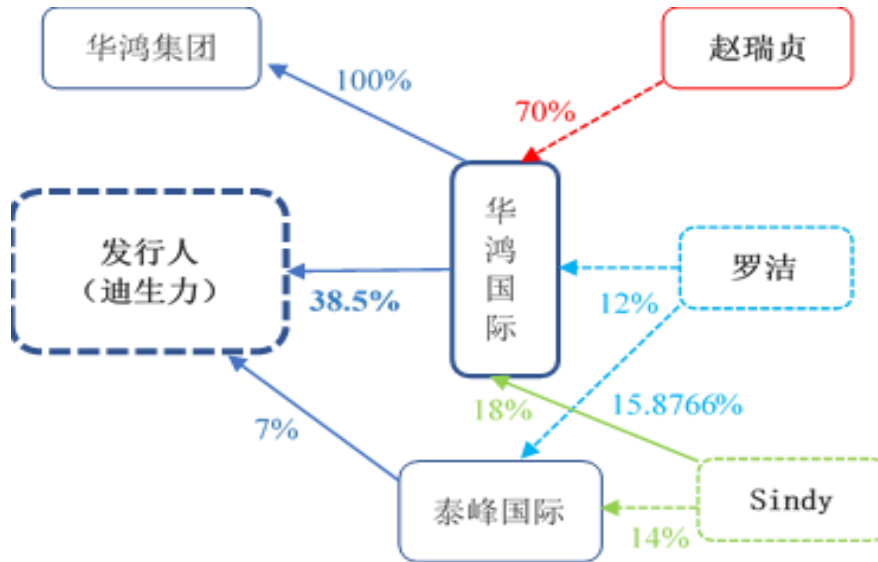 华鸿集团
赵瑞贞
100%
70%
华鸿国际
发行人
（迪生力）
罗洁
38.5%
12%
18%
15.8766%
7%
泰峰国际
Sindy
14%